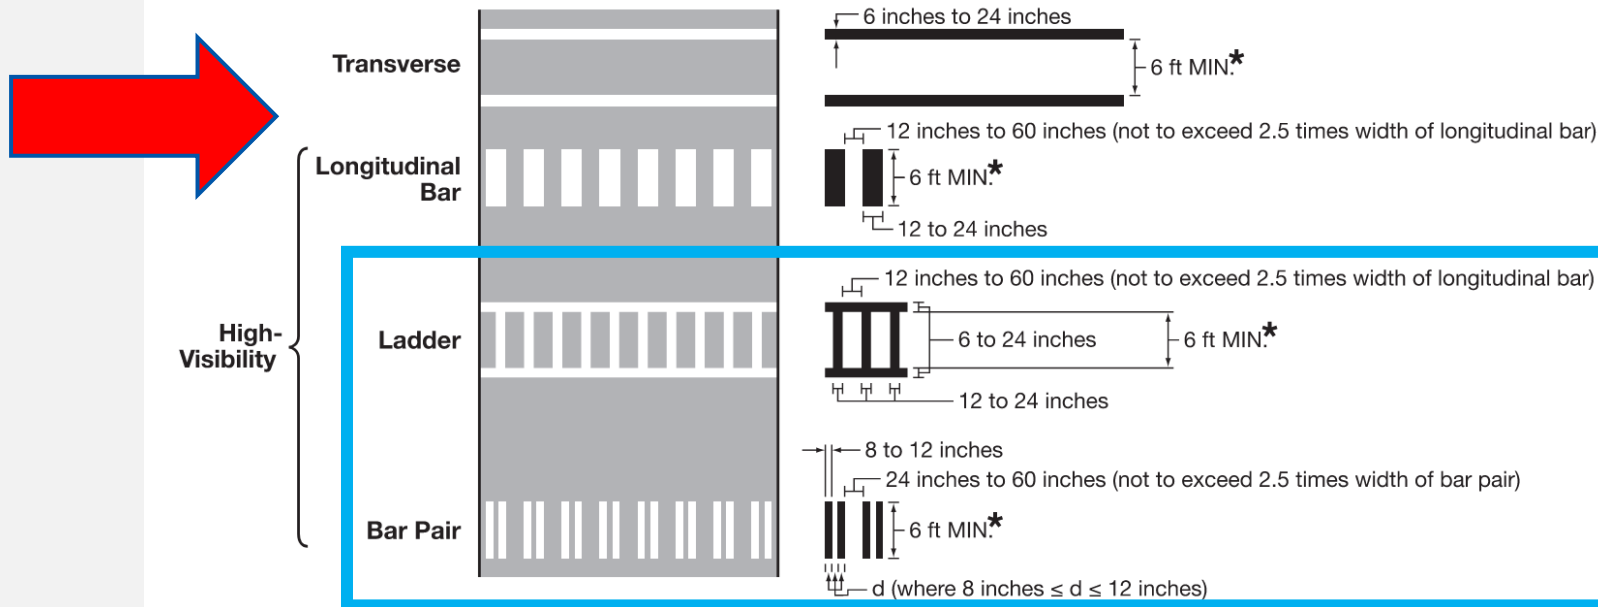 6 inches to 24 inches
Transverse
6 ft MIN.*
12 inches to 60 inches (not to exceed 2.5 times width of longitudinal bar)
Longitudinal
Bar
6 ft MIN.*
12 to 24 inches
12 inches to 60 inches (not to exceed 2.5 times width of longitudinal bar)
High-
Visibility
Ladder
6 to 24 inches
6 ft MIN.*
12 to 24 inches
8 to 12 inches
24 inches to 60 inches (not to exceed 2.5 times width of bar pair)
Bar Pair
6 ft MIN.*
d (where 8 inches ≤ d ≤ 12 inches)